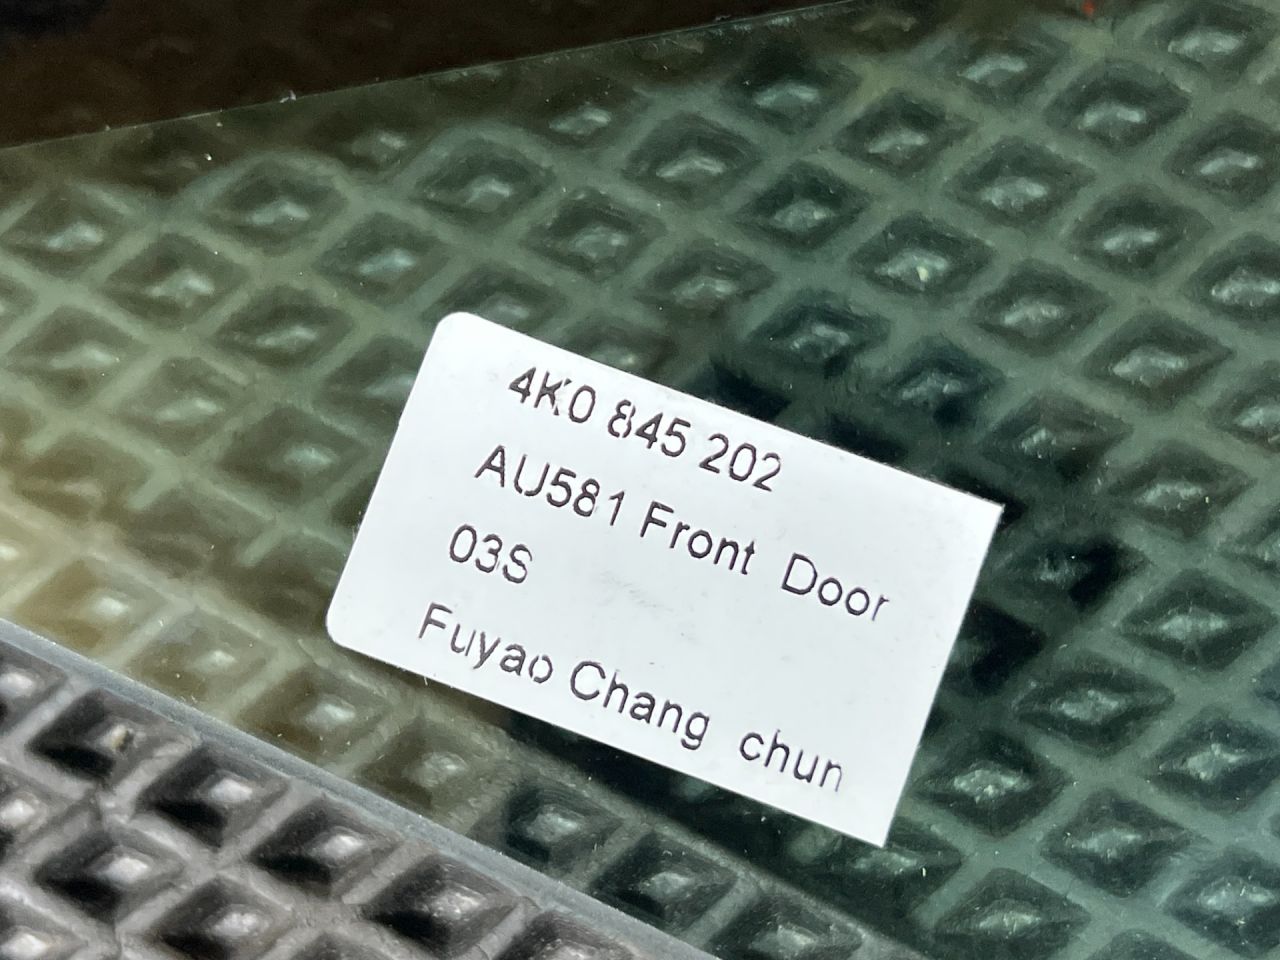 4K0 845 202
AU581 Front Door
03S
Fuyao Chang chun